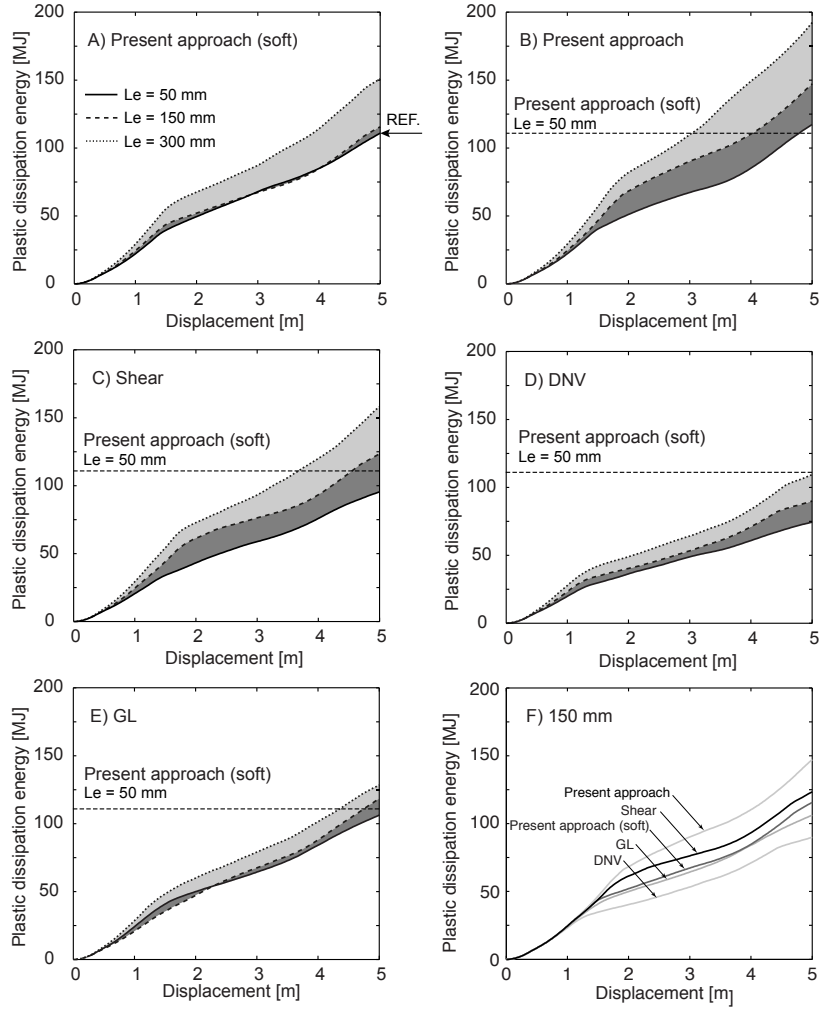 A) Present approach (soft)
Le = 50 mm
Le = 150 mm
Le = 300 mm
REF.
200
150
100
50
0
Plastic dissipation energy [MJ]
0 1 2 3 4 5
Displacement [m]
B) Present approach
Present approach (soft)
Le = 50 mm
200
150
100
50
0
Plastic dissipation energy [MJ]
0 1 2 3 4 5
Displacement [m]
C) Shear
Present approach (soft)
Le = 50 mm
200
150
100
50
0
Plastic dissipation energy [MJ]
0 1 2 3 4 5
Displacement [m]
D) DNV
Present approach (soft)
Le = 50 mm
200
150
100
50
0
Plastic dissipation energy [MJ]
0 1 2 3 4 5
Displacement [m]
E) GL
Present approach (soft)
Le = 50 mm
200
150
100
50
0
Plastic dissipation energy [MJ]
0 1 2 3 4 5
Displacement [m]
F) 150 mm
Present approach
Shear
Present approach (soft)
GL
DNV
200
150
100
50
0
Plastic dissipation energy [MJ]
0 1 2 3 4 5
Displacement [m]